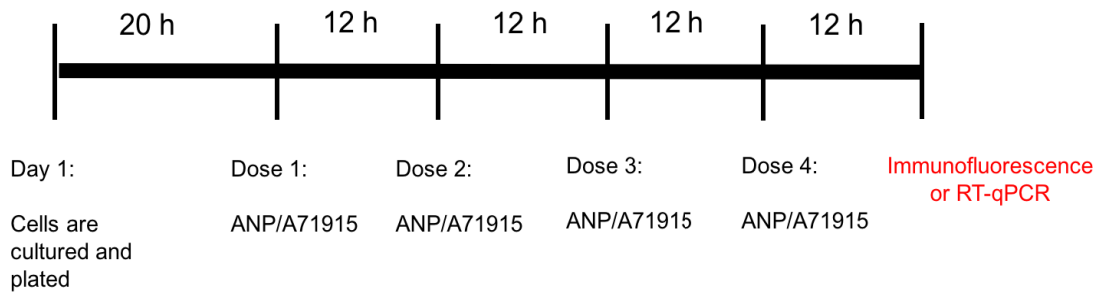 20 h
12 h
12 h
12 h
12 h
Day 1:
Cells are
cultured and
plated
Dose 1:
ANP/A71915
Dose 2:
ANP/A71915
Dose 3:
ANP/A71915
Dose 4:
ANP/A71915
Immunofluorescence
or RT-qPCR